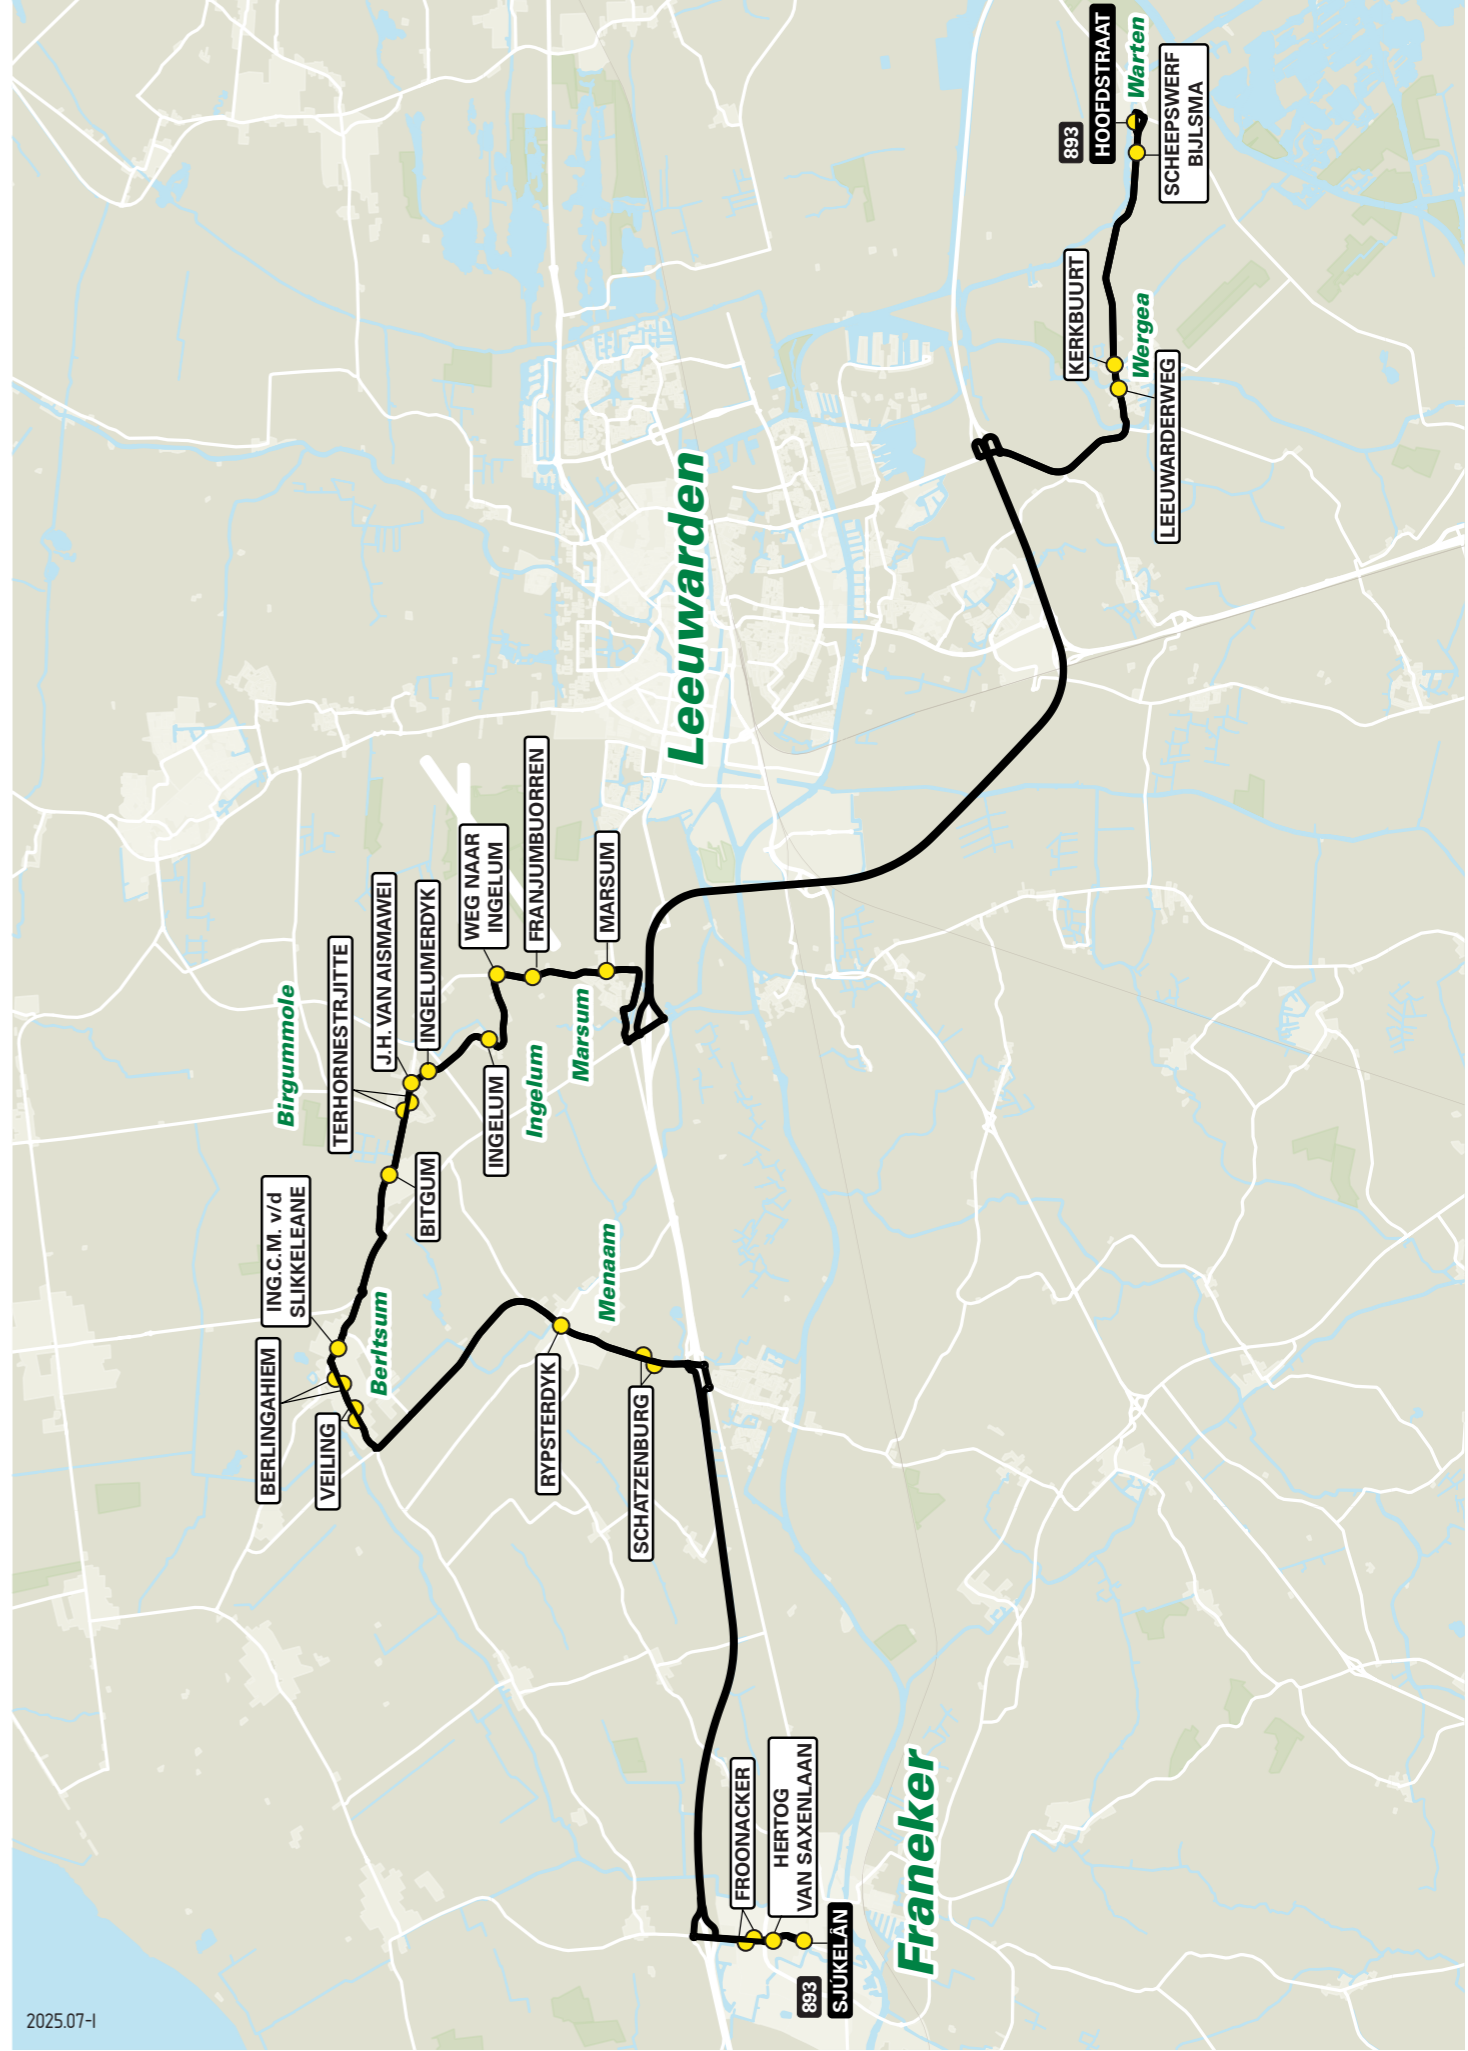 893
HOOFDSTRAAT
Warten
SCHEEPSWERF
BIJLSMA
KERKBUURT
Wergea
LEEUWARDERWEG
Leeuwarden
MARSUM
Marsum
FRANJUMBUORREN
WEG NAAR
INGELUM
INGELUM
Ingelum
INGELUMERDYK
J.H. VAN AISMAWEI
TERHORNESTRJITTE
Birgummole
BITGUM
ING.C.M. v/d
SLIKKELEANE
Berltsum
BERLINGAHIEM
VEILING
RYPSTERDYK
Menaam
SCHATZENBURG
FROONACKER
HERTOG
VAN SAXENLAAN
893
SJÚKELÂN
Franeker
2025.07-I